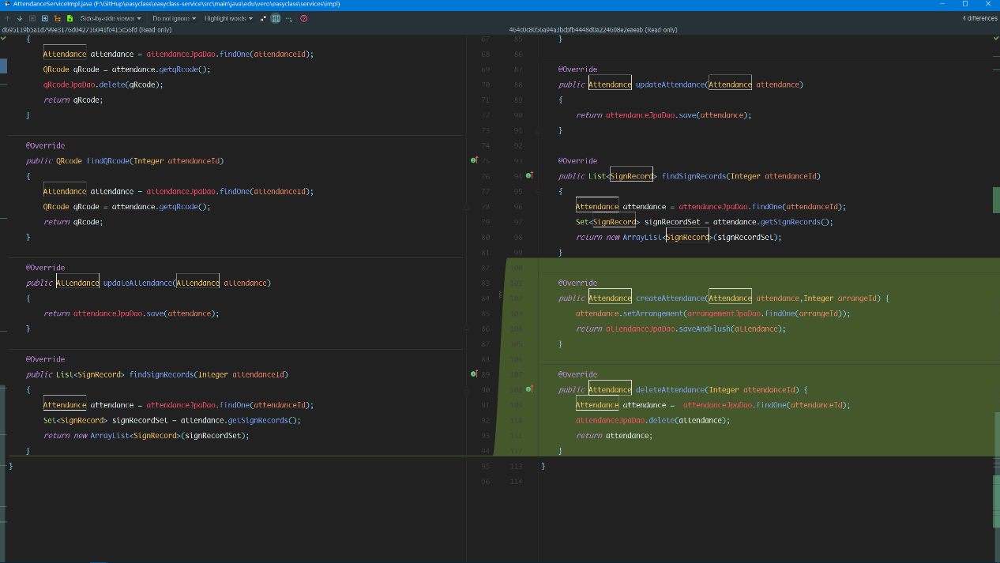 AttendanceServiceImpl.java (F:\GitHup\easyclass\easyclass-service\src\main\java\edu\vero\easyclass\services\impl)
Side-by-side viewer
Do not ignore
Highlight words
4 differences
d695119b5a1d799e3176d042716041fc415c56fd (Read-only)
{
Attendance attendance = attendanceJpaDao.findOne(attendanceId);
QRcode qRcode = attendance.getqRcode();
qRcodeJpaDao.delete(qRcode);
return qRcode;
}
@Override
public QRcode findQRcode(Integer attendanceId)
{
Attendance attendance = attendanceJpaDao.findOne(attendanceId);
QRcode qRcode = attendance.getqRcode();
return qRcode;
}
@Override
public Attendance updateAttendance(Attendance attendance)
{
return attendanceJpaDao.save(attendance);
}
@Override
public List<SignRecord> findSignRecords(Integer attendanceId)
{
Attendance attendance = attendanceJpaDao.findOne(attendanceId);
Set<SignRecord> signRecordSet = attendance.getSignRecords();
return new ArrayList<SignRecord>(signRecordSet);
}
}
67 85
68 86
69 87
70 88
71 89
72 90
73 91
74 92
75 93
76 94
77 95
78 96
79 97
80 98
81 99
82 100
83 101
84 102
85 103
86 104
87 105
88 106
89 107
90 108
91 109
92 110
93 111
94 112
95 113
96 114
464c0c8056a94a3bcbfb4448d0a224608e2eaeab (Read-only)
}
@Override
public Attendance updateAttendance(Attendance attendance)
{
return attendanceJpaDao.save(attendance);
}
@Override
public List<SignRecord> findSignRecords(Integer attendanceId)
{
Attendance attendance = attendanceJpaDao.findOne(attendanceId);
Set<SignRecord> signRecordSet = attendance.getSignRecords();
return new ArrayList<SignRecord>(signRecordSet);
}
@Override
public Attendance createAttendance(Attendance attendance,Integer arrangeId) {
attendance.setArrangement(arrangementJpaDao.findOne(arrangeId));
return attendanceJpaDao.saveAndFlush(attendance);
}
@Override
public Attendance deleteAttendance(Integer attendanceId) {
Attendance attendance =  attendanceJpaDao.findOne(attendanceId);
attendanceJpaDao.delete(attendance);
return attendance;
}
}